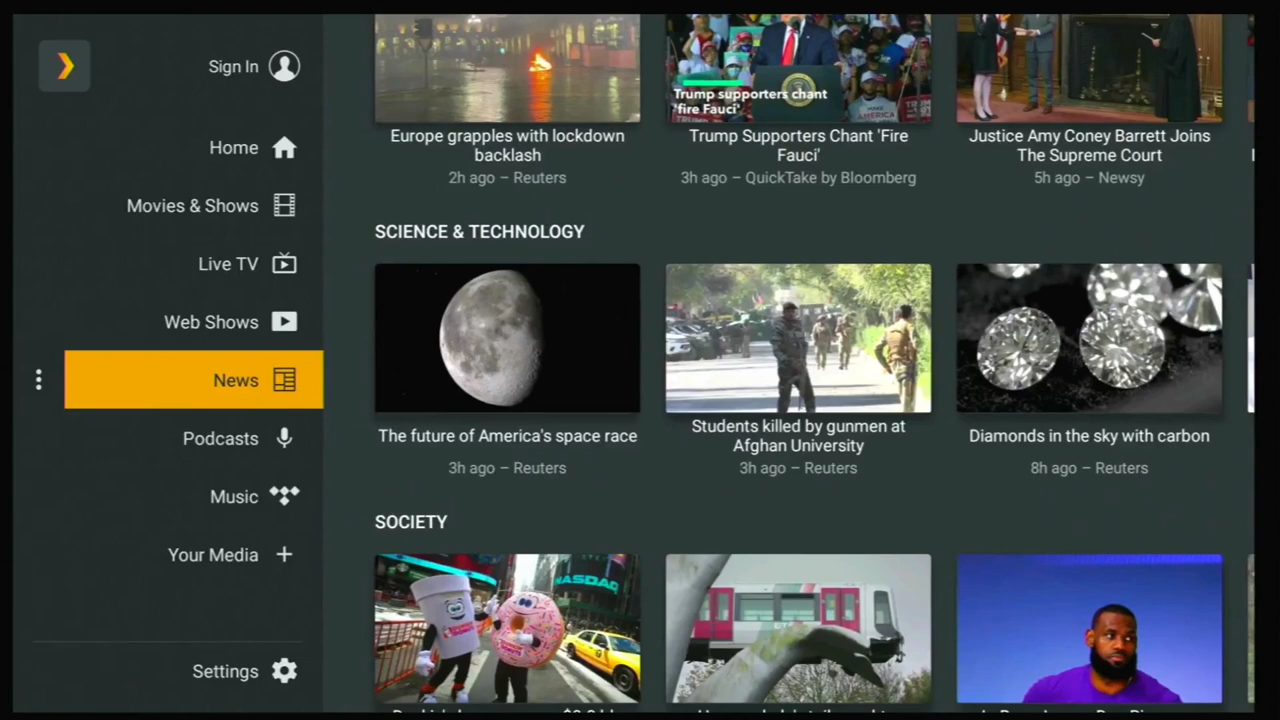 Sign In
Home
Movies & Shows
Live TV
Web Shows
News
Podcasts
Music
Your Media
Settings
Trump supporters chant
'fire Fauci'
Europe grapples with lockdown
backlash
2h ago – Reuters
Trump Supporters Chant 'Fire
Fauci'
3h ago – QuickTake by Bloomberg
Justice Amy Coney Barrett Joins
The Supreme Court
5h ago – Newsy
SCIENCE & TECHNOLOGY
The future of America's space race
3h ago – Reuters
Students killed by gunmen at
Afghan University
3h ago – Reuters
Diamonds in the sky with carbon
8h ago – Reuters
SOCIETY
NASDAQ